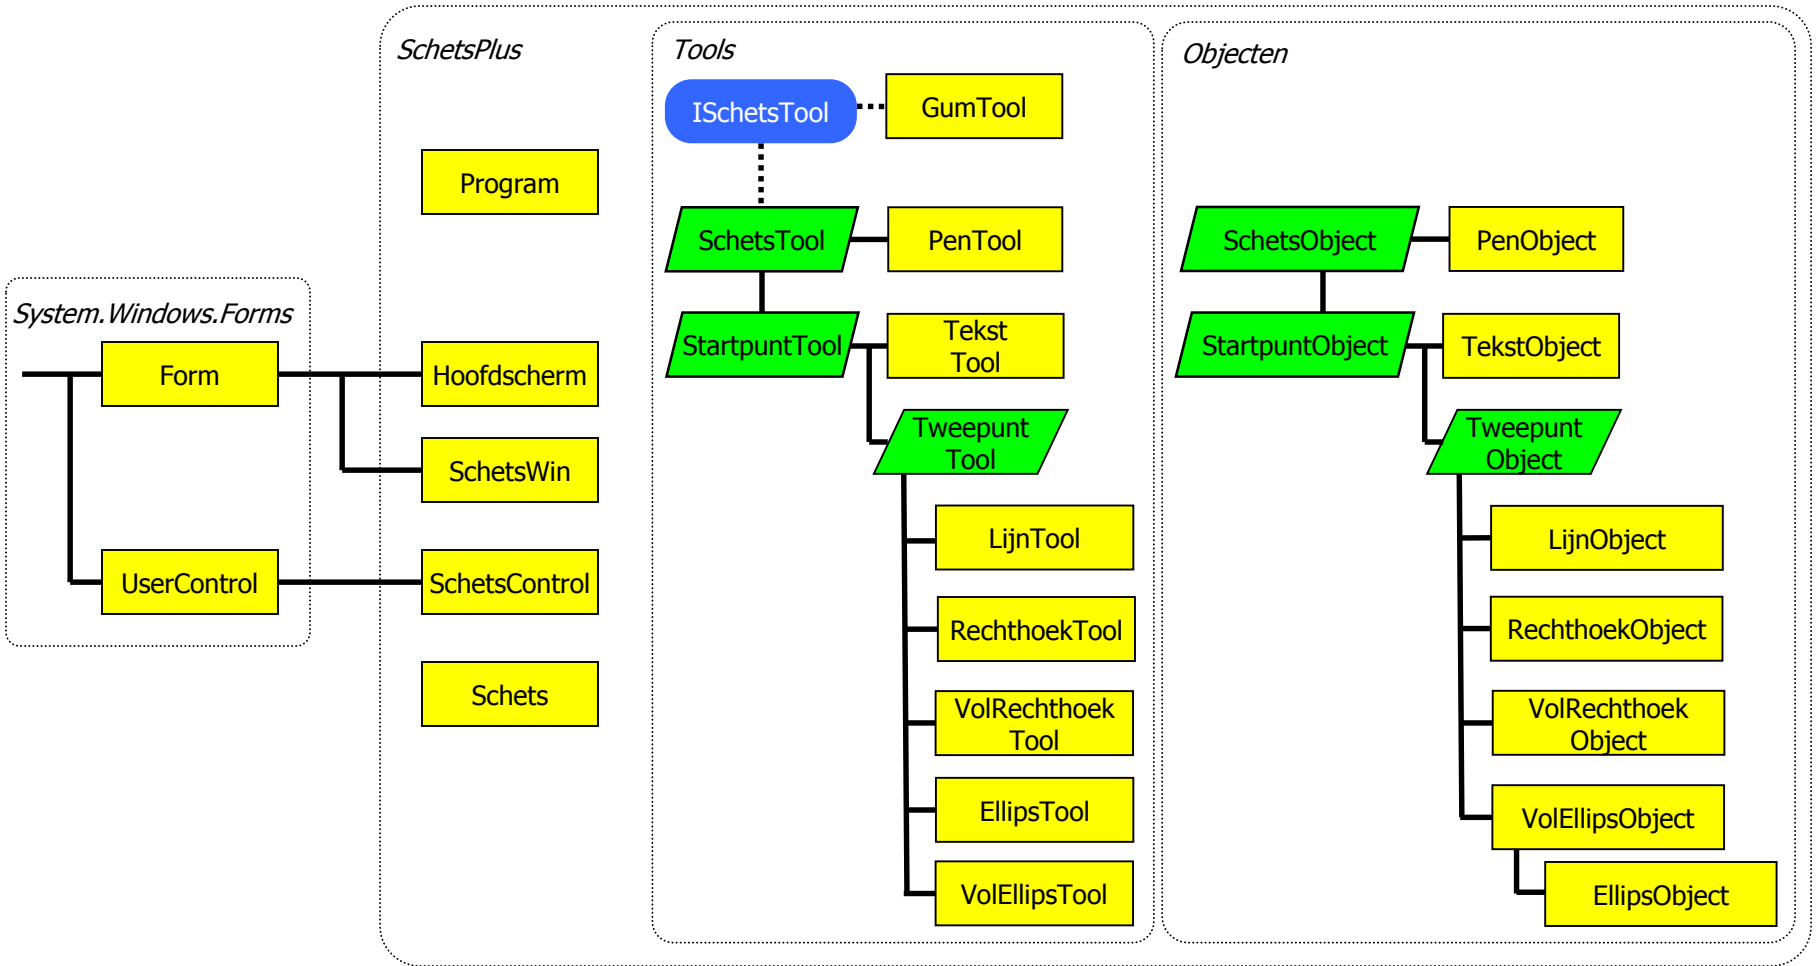 SchetsPlus
Tools
Objecten
ISchetsTool
GumTool
Program
SchetsTool
PenTool
SchetsObject
PenObject
System.Windows.Forms
Form
Hoofdscherm
StartpuntTool
Tekst
Tool
StartpuntObject
TekstObject
SchetsWin
Tweepunt
Tool
Tweepunt
Object
LijnTool
LijnObject
UserControl
SchetsControl
RechthoekTool
RechthoekObject
Schets
VolRechthoek
Tool
VolRechthoek
Object
EllipsTool
VolEllipsObject
VolEllipsTool
EllipsObject